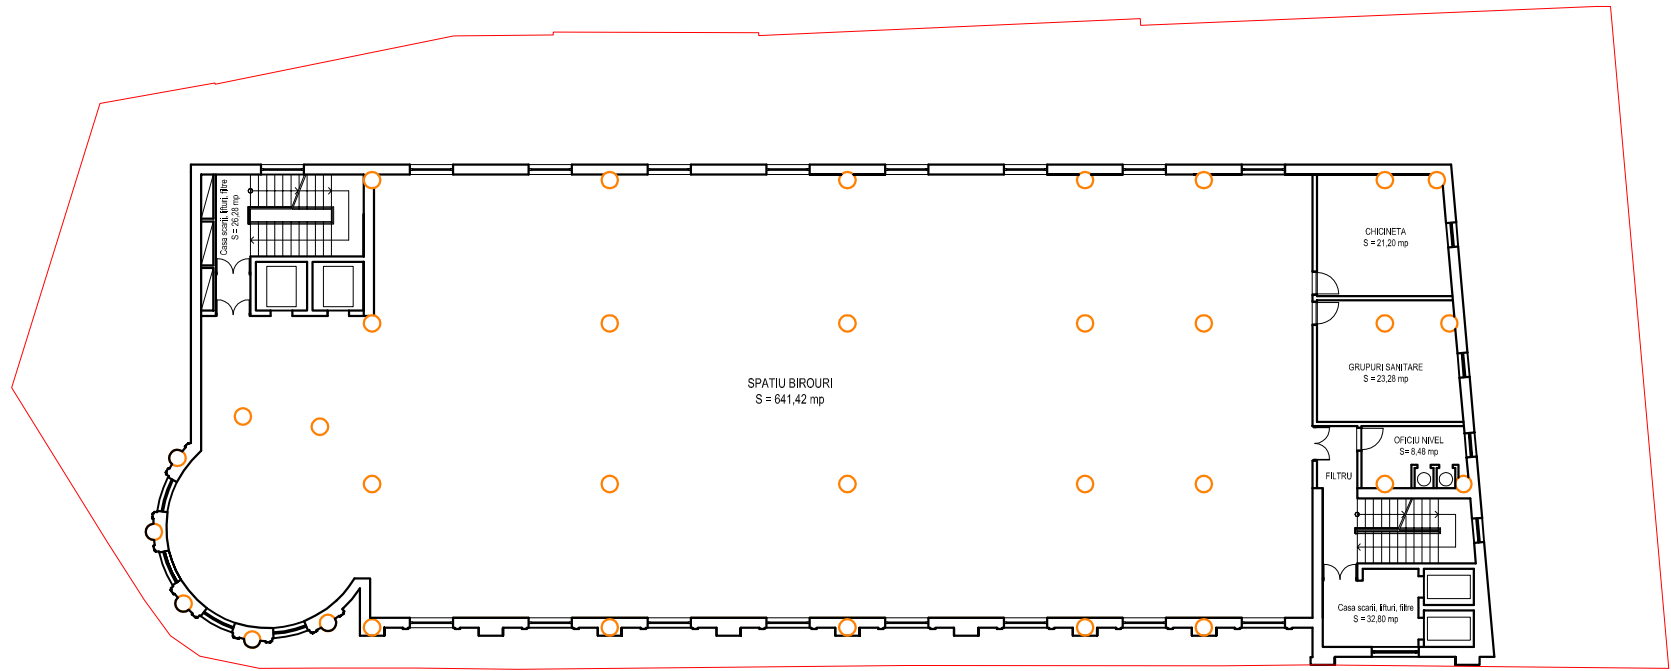 Casa scarii, lifturi, filtre
S = 26,28 mp
CHICINETA
S = 21,20 mp
GRUPURI SANITARE
S = 23,28 mp
SPATIU BIROURI
S = 641,42 mp
OFICIU NIVEL
S= 8,48 mp
FILTRU
Casa scarii, lifturi, filtre
S = 32,80 mp